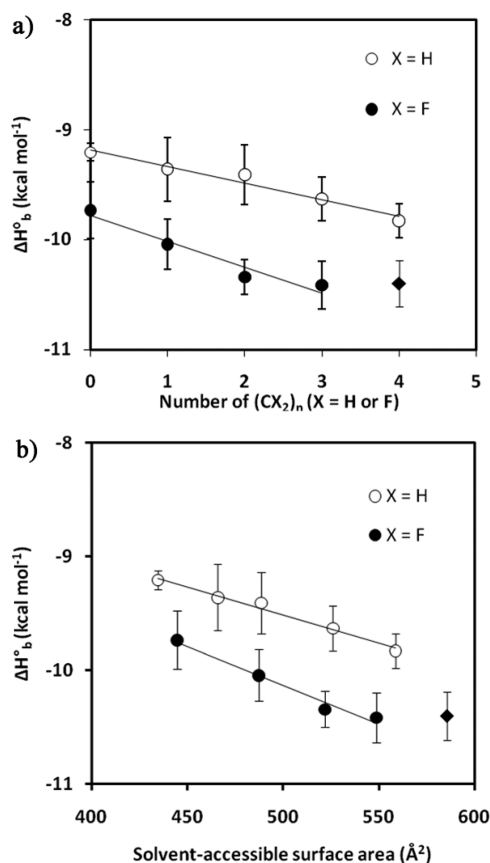 a)
-8
X = H
X = F
-9
ΔH°b (kcal mol⁻¹)
-10
-11
0 1 2 3 4 5
Number of (CX₂)ₙ (X = H or F)
b)
-8
X = H
X = F
-9
ΔH°b (kcal mol⁻¹)
-10
-11
400 450 500 550 600
Solvent-accessible surface area (Å²)